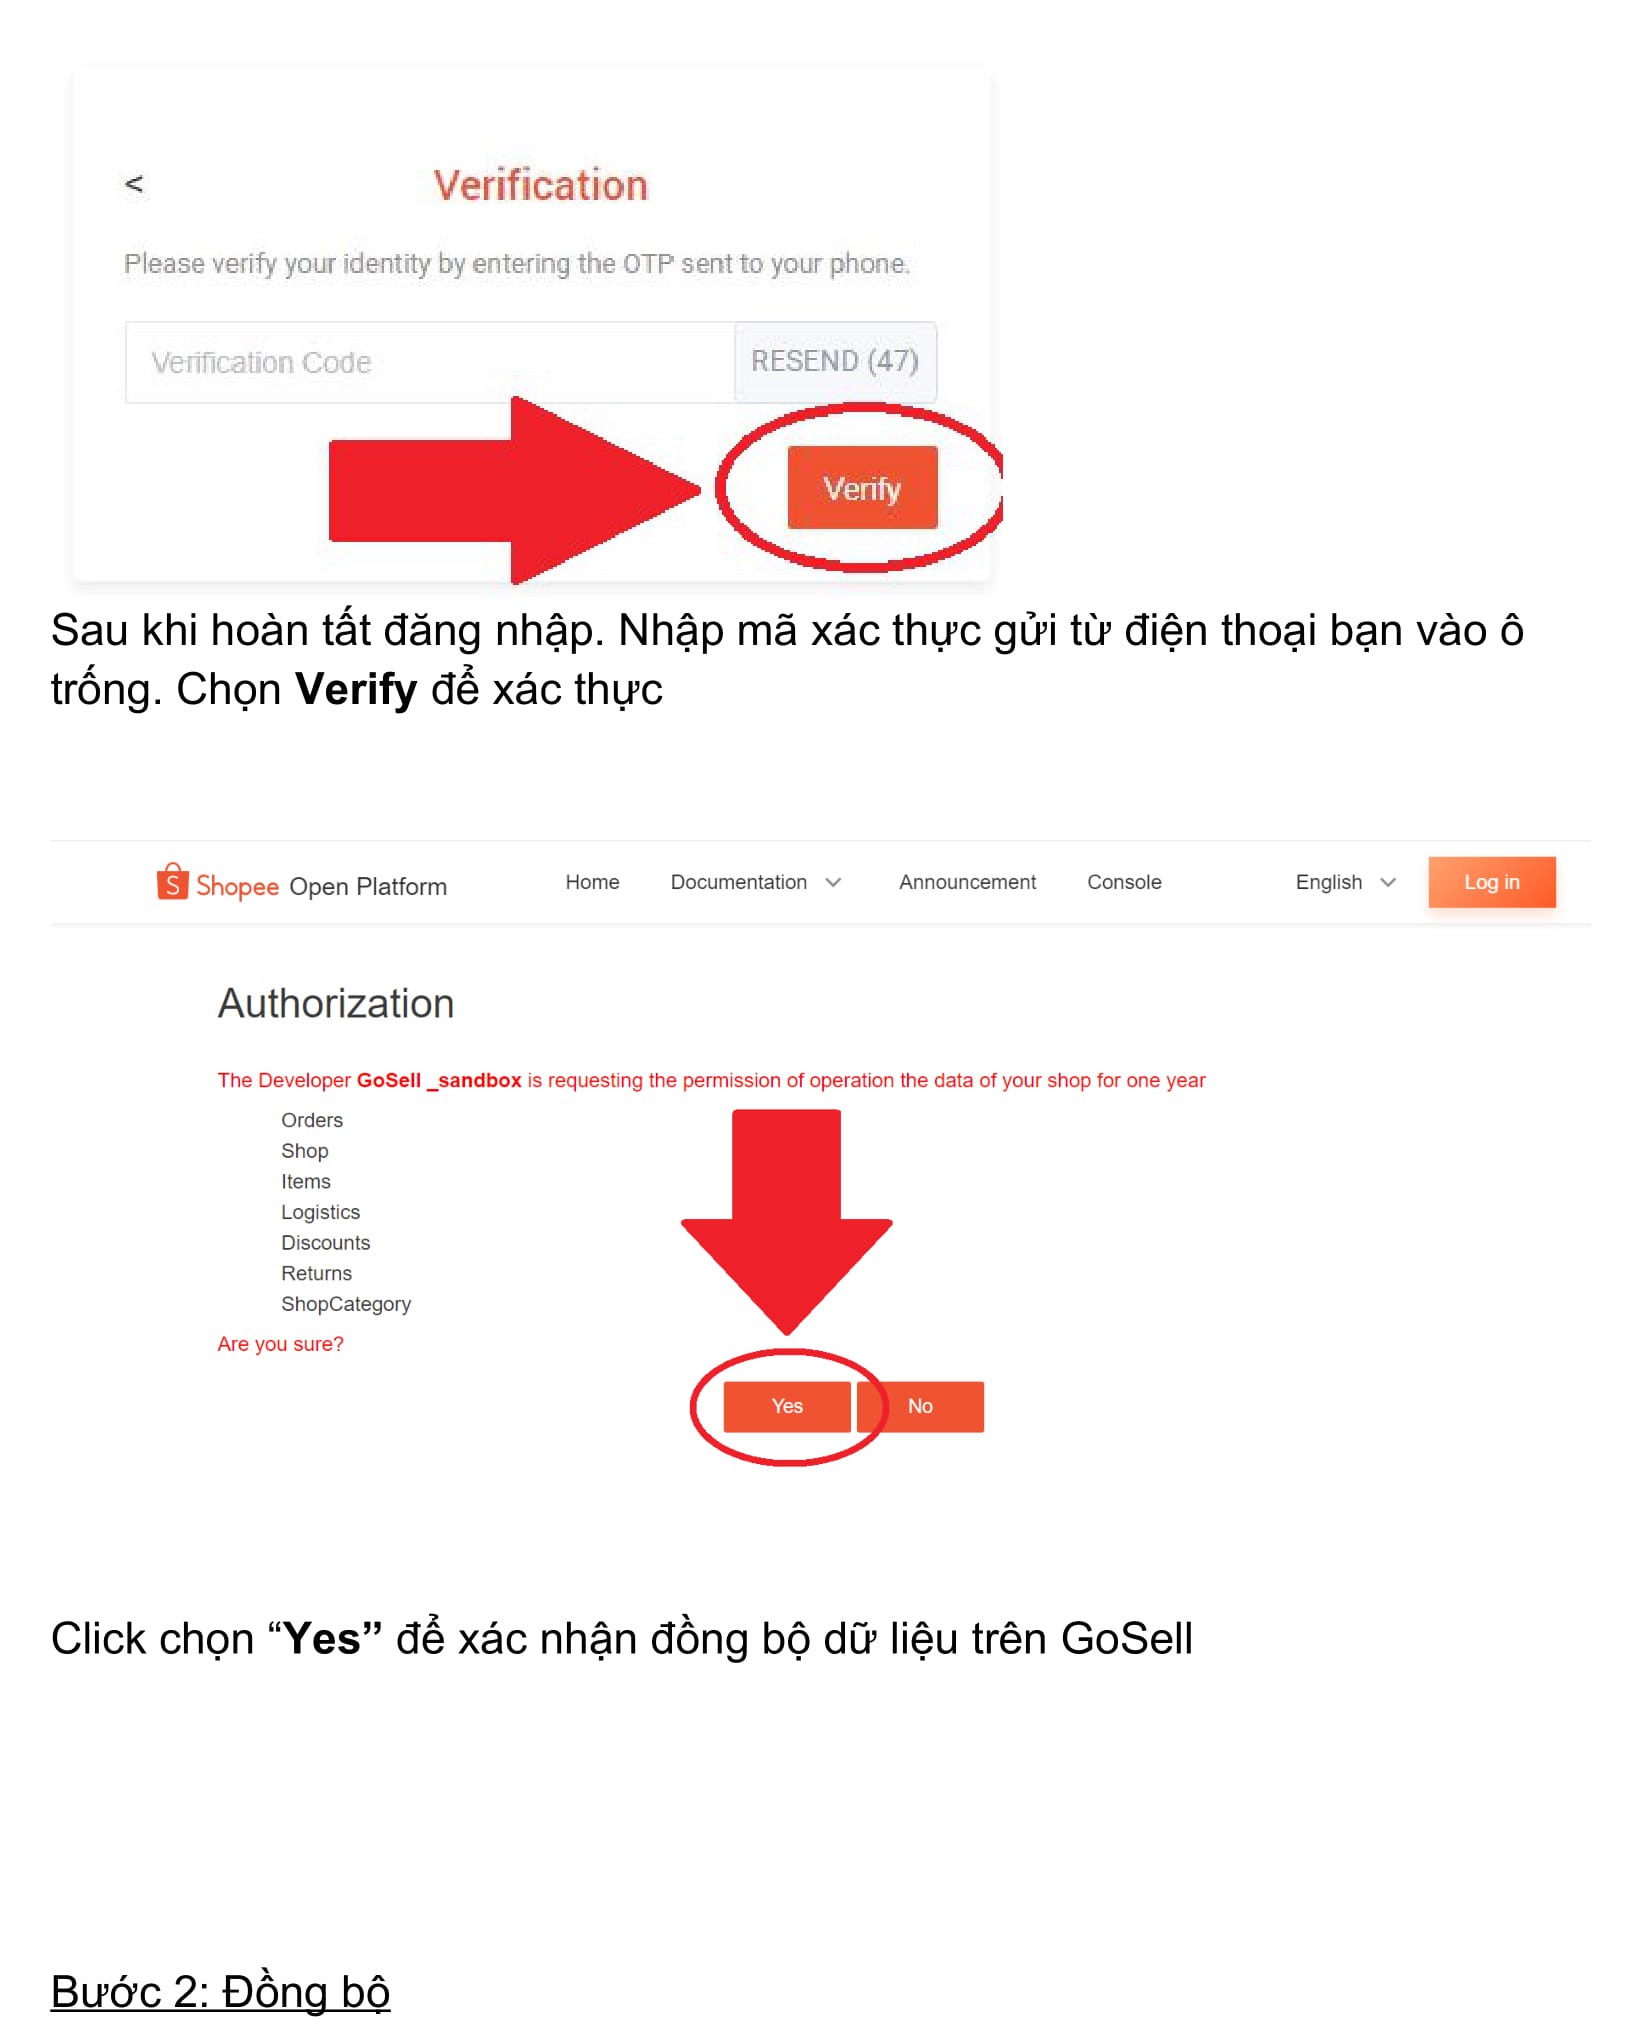 < Verification
Please verify your identity by entering the OTP sent to your phone.
Verification Code RESEND (47)
Verify
Sau khi hoàn tất đăng nhập. Nhập mã xác thực gửi từ điện thoại bạn vào ô
trống. Chọn Verify để xác thực
S Shopee Open Platform Home Documentation Announcement Console English Log in
Authorization
The Developer GoSell _sandbox is requesting the permission of operation the data of your shop for one year
Orders
Shop
Items
Logistics
Discounts
Returns
ShopCategory
Are you sure?
Yes No
Click chọn “Yes” để xác nhận đồng bộ dữ liệu trên GoSell
Bước 2: Đồng bộ